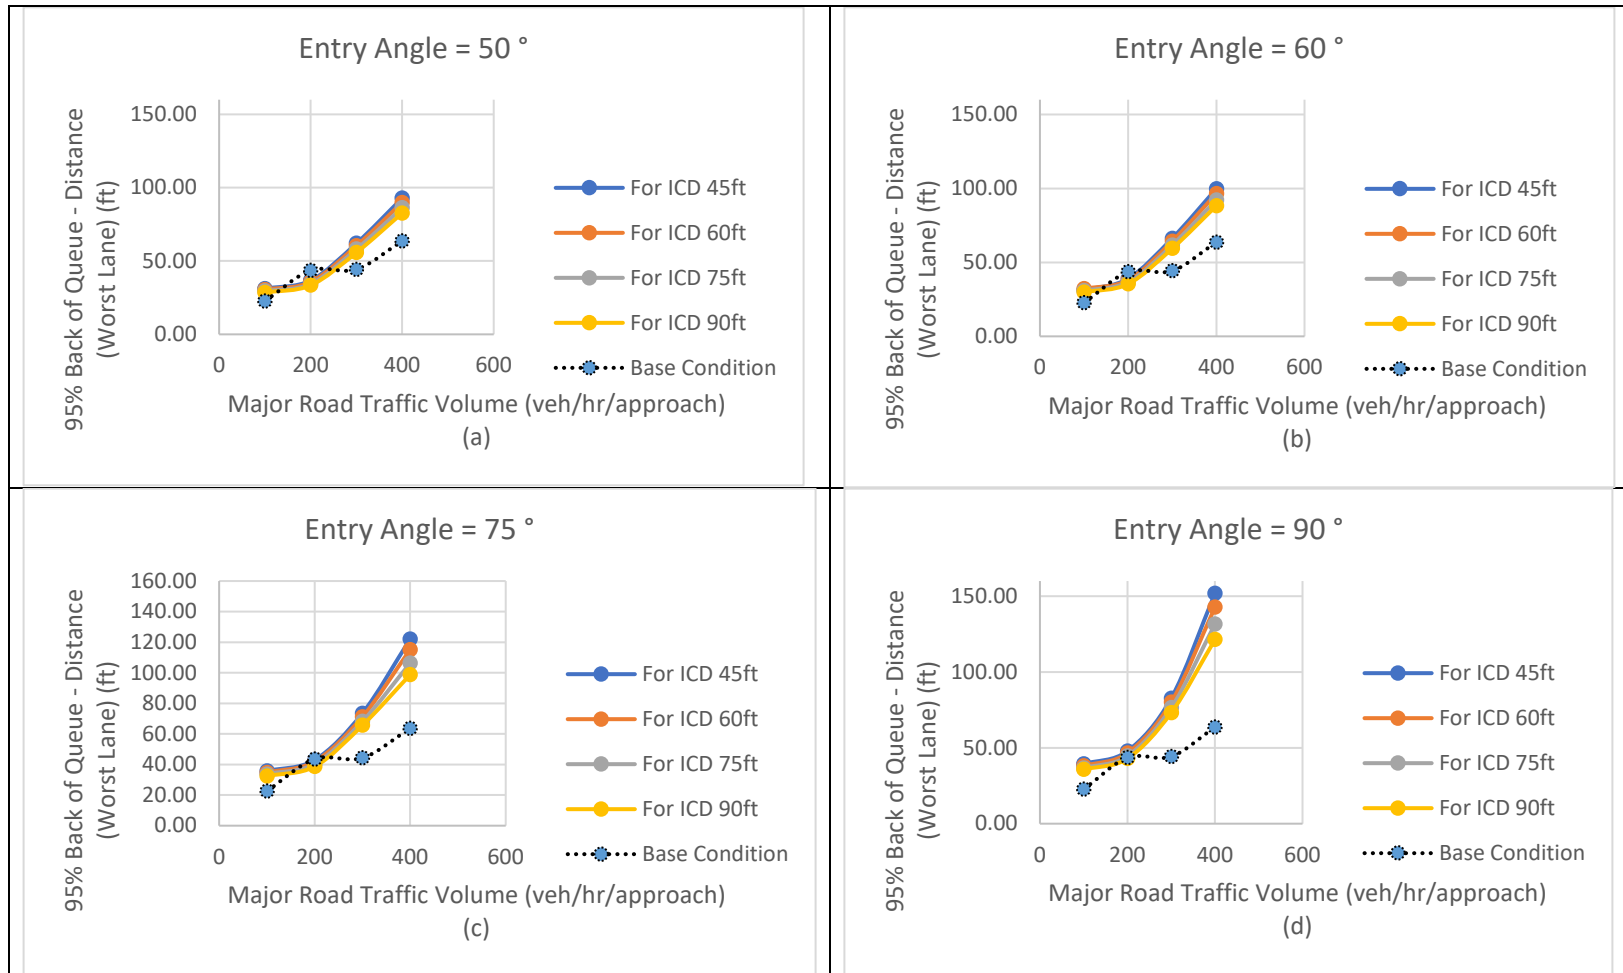 Entry Angle = 50 °
95% Back of Queue - Distance
(Worst Lane) (ft)
150.00
100.00
50.00
0.00
0
200
400
600
For ICD 45ft
For ICD 60ft
For ICD 75ft
For ICD 90ft
Base Condition
Major Road Traffic Volume (veh/hr/approach)
(a)
Entry Angle = 60 °
95% Back of Queue - Distance
(Worst Lane) (ft)
150.00
100.00
50.00
0.00
0
200
400
600
For ICD 45ft
For ICD 60ft
For ICD 75ft
For ICD 90ft
Base Condition
Major Road Traffic Volume (veh/hr/approach)
(b)
Entry Angle = 75 °
95% Back of Queue - Distance
(Worst Lane) (ft)
160.00
140.00
120.00
100.00
80.00
60.00
40.00
20.00
0.00
0
200
400
600
For ICD 45ft
For ICD 60ft
For ICD 75ft
For ICD 90ft
Base Condition
Major Road Traffic Volume (veh/hr/approach)
(c)
Entry Angle = 90 °
95% Back of Queue - Distance
(Worst Lane) (ft)
150.00
100.00
50.00
0.00
0
200
400
600
For ICD 45ft
For ICD 60ft
For ICD 75ft
For ICD 90ft
Base Condition
Major Road Traffic Volume (veh/hr/approach)
(d)